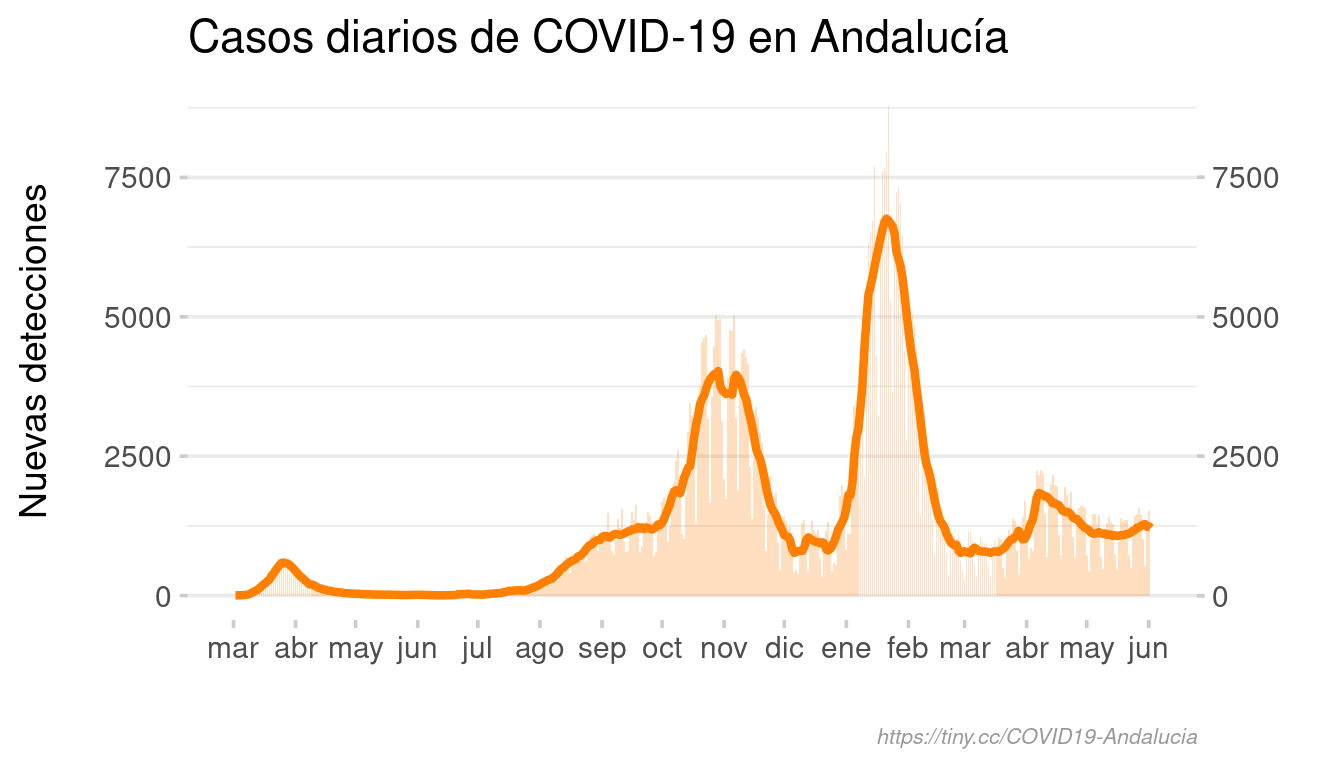 Casos diarios de COVID-19 en Andalucía
Nuevas detecciones
7500 7500
5000 5000
2500 2500
0 0
mar abr may jun jul ago sep oct nov dic ene feb mar abr may jun
https://tiny.cc/COVID19-Andalucia